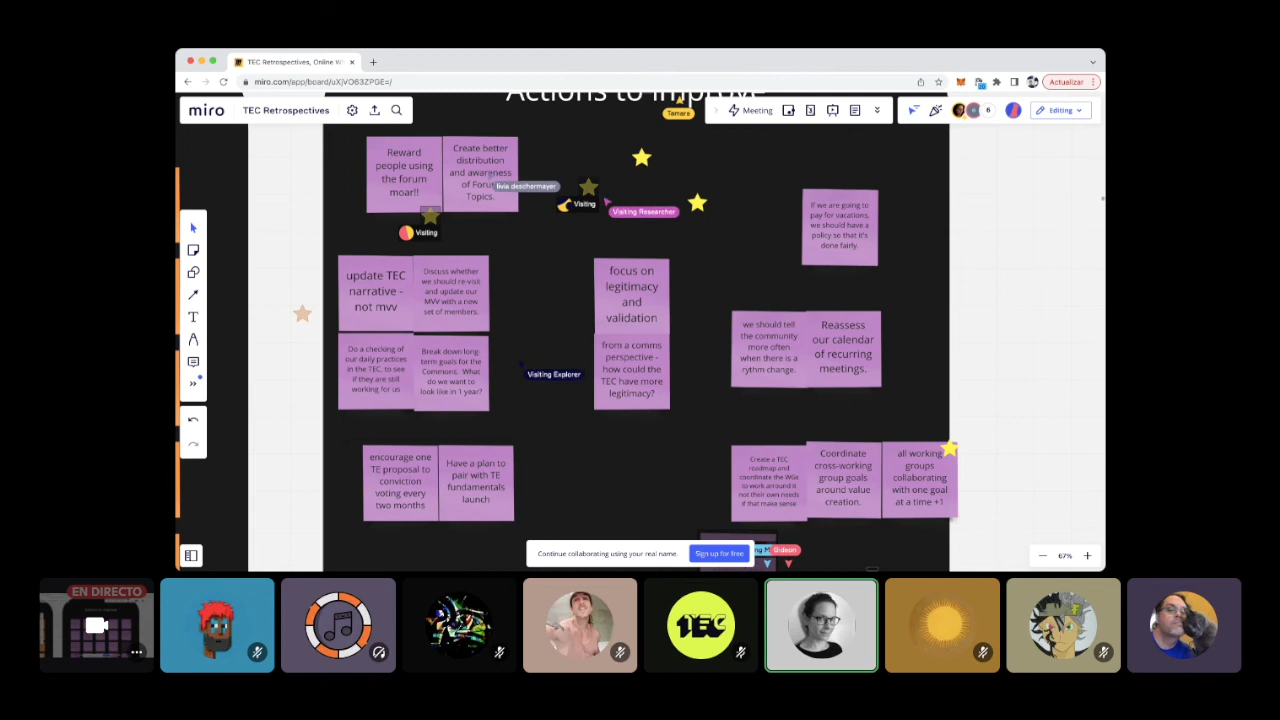 TEC Retrospectives, Online Wh
miro.com/app/board/uXjVO63ZPGE=/
Actualizar
Actions to Improve
miro
TEC Retrospectives
Tamara
Meeting
3
6
Editing
Reward
people using
the forum
moar!!
Create better
distribution
and awareness
of Forum
Topics.
livia deschermayer
Visiting
Visiting Researcher
Visiting
If we are going to
pay for vacations,
we should have a
policy so that it's
done fairly.
update TEC
narrative -
not mvv
Discuss whether
we should re-visit
and update our
MVV with a new
set of members.
focus on
legitimacy
and
validation
Do a checking of
our daily practices
in the TEC, to see
if they are still
working for us
Break down long-
term goals for the
Commons. What
do we want to
look like in 1 year?
from a comms
perspective -
how could the
TEC have more
legitimacy?
Visiting Explorer
we should tell
the community
more often
when there is a
rythm change.
Reassess
our calendar
of recurring
meetings.
encourage one
TE proposal to
conviction
voting every
two months
Have a plan to
pair with TE
fundamentals
launch
Create a TEC
roadmap and
coordinate the WGs
to work arround it
not their own needs
if that make sense
Coordinate
cross-working
group goals
around value
creation.
all working
groups
collaborating
with one goal
at a time +1
Continue collaborating using your real name.
Sign up for free
Gideon
67%
EN DIRECTO
TEC